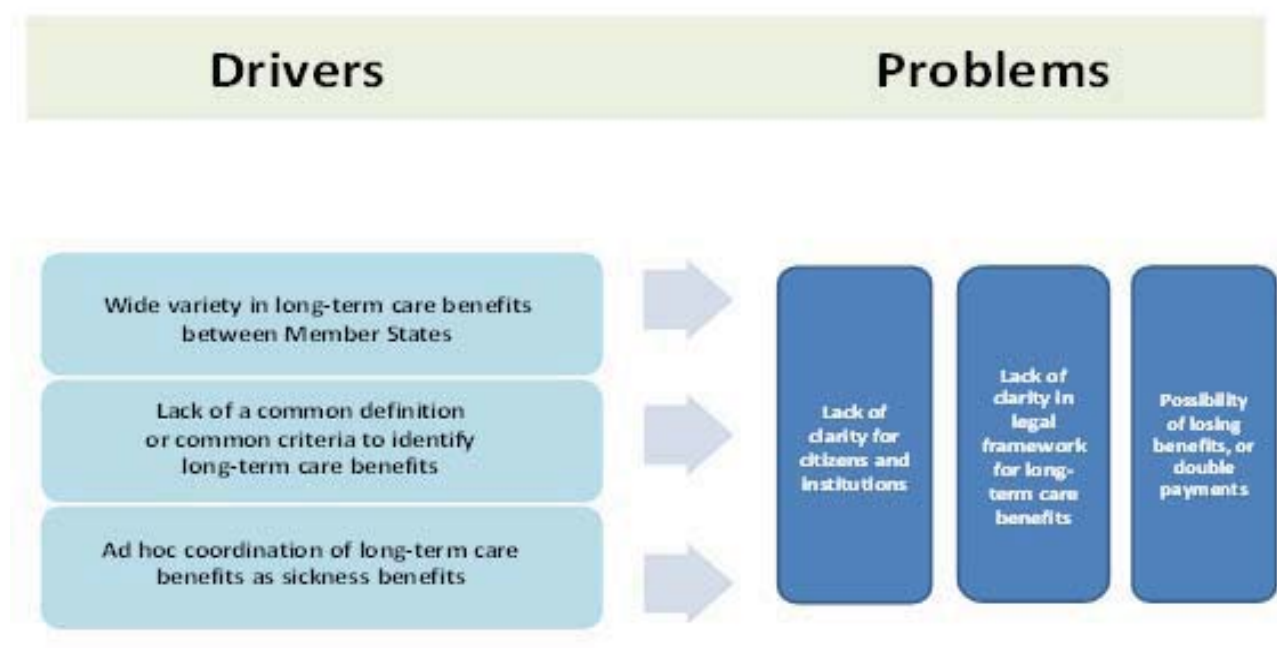 Drivers
Problems
Wide variety in long-term care benefits
between Member States
Lack of a common definition
or common criteria to identify
long-term care benefits
Ad hoc coordination of long-term care
benefits as sickness benefits
Lack of
clarity for
citizens and
institutions
Lack of
clarity in
legal
framework
for long-
term care
benefits
Possibility
of losing
benefits, or
double
payments